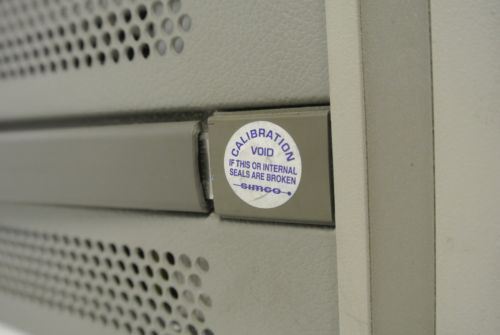 CALIBRATION
VOID
IF THIS OR INTERNAL
SEALS ARE BROKEN
SIMCO